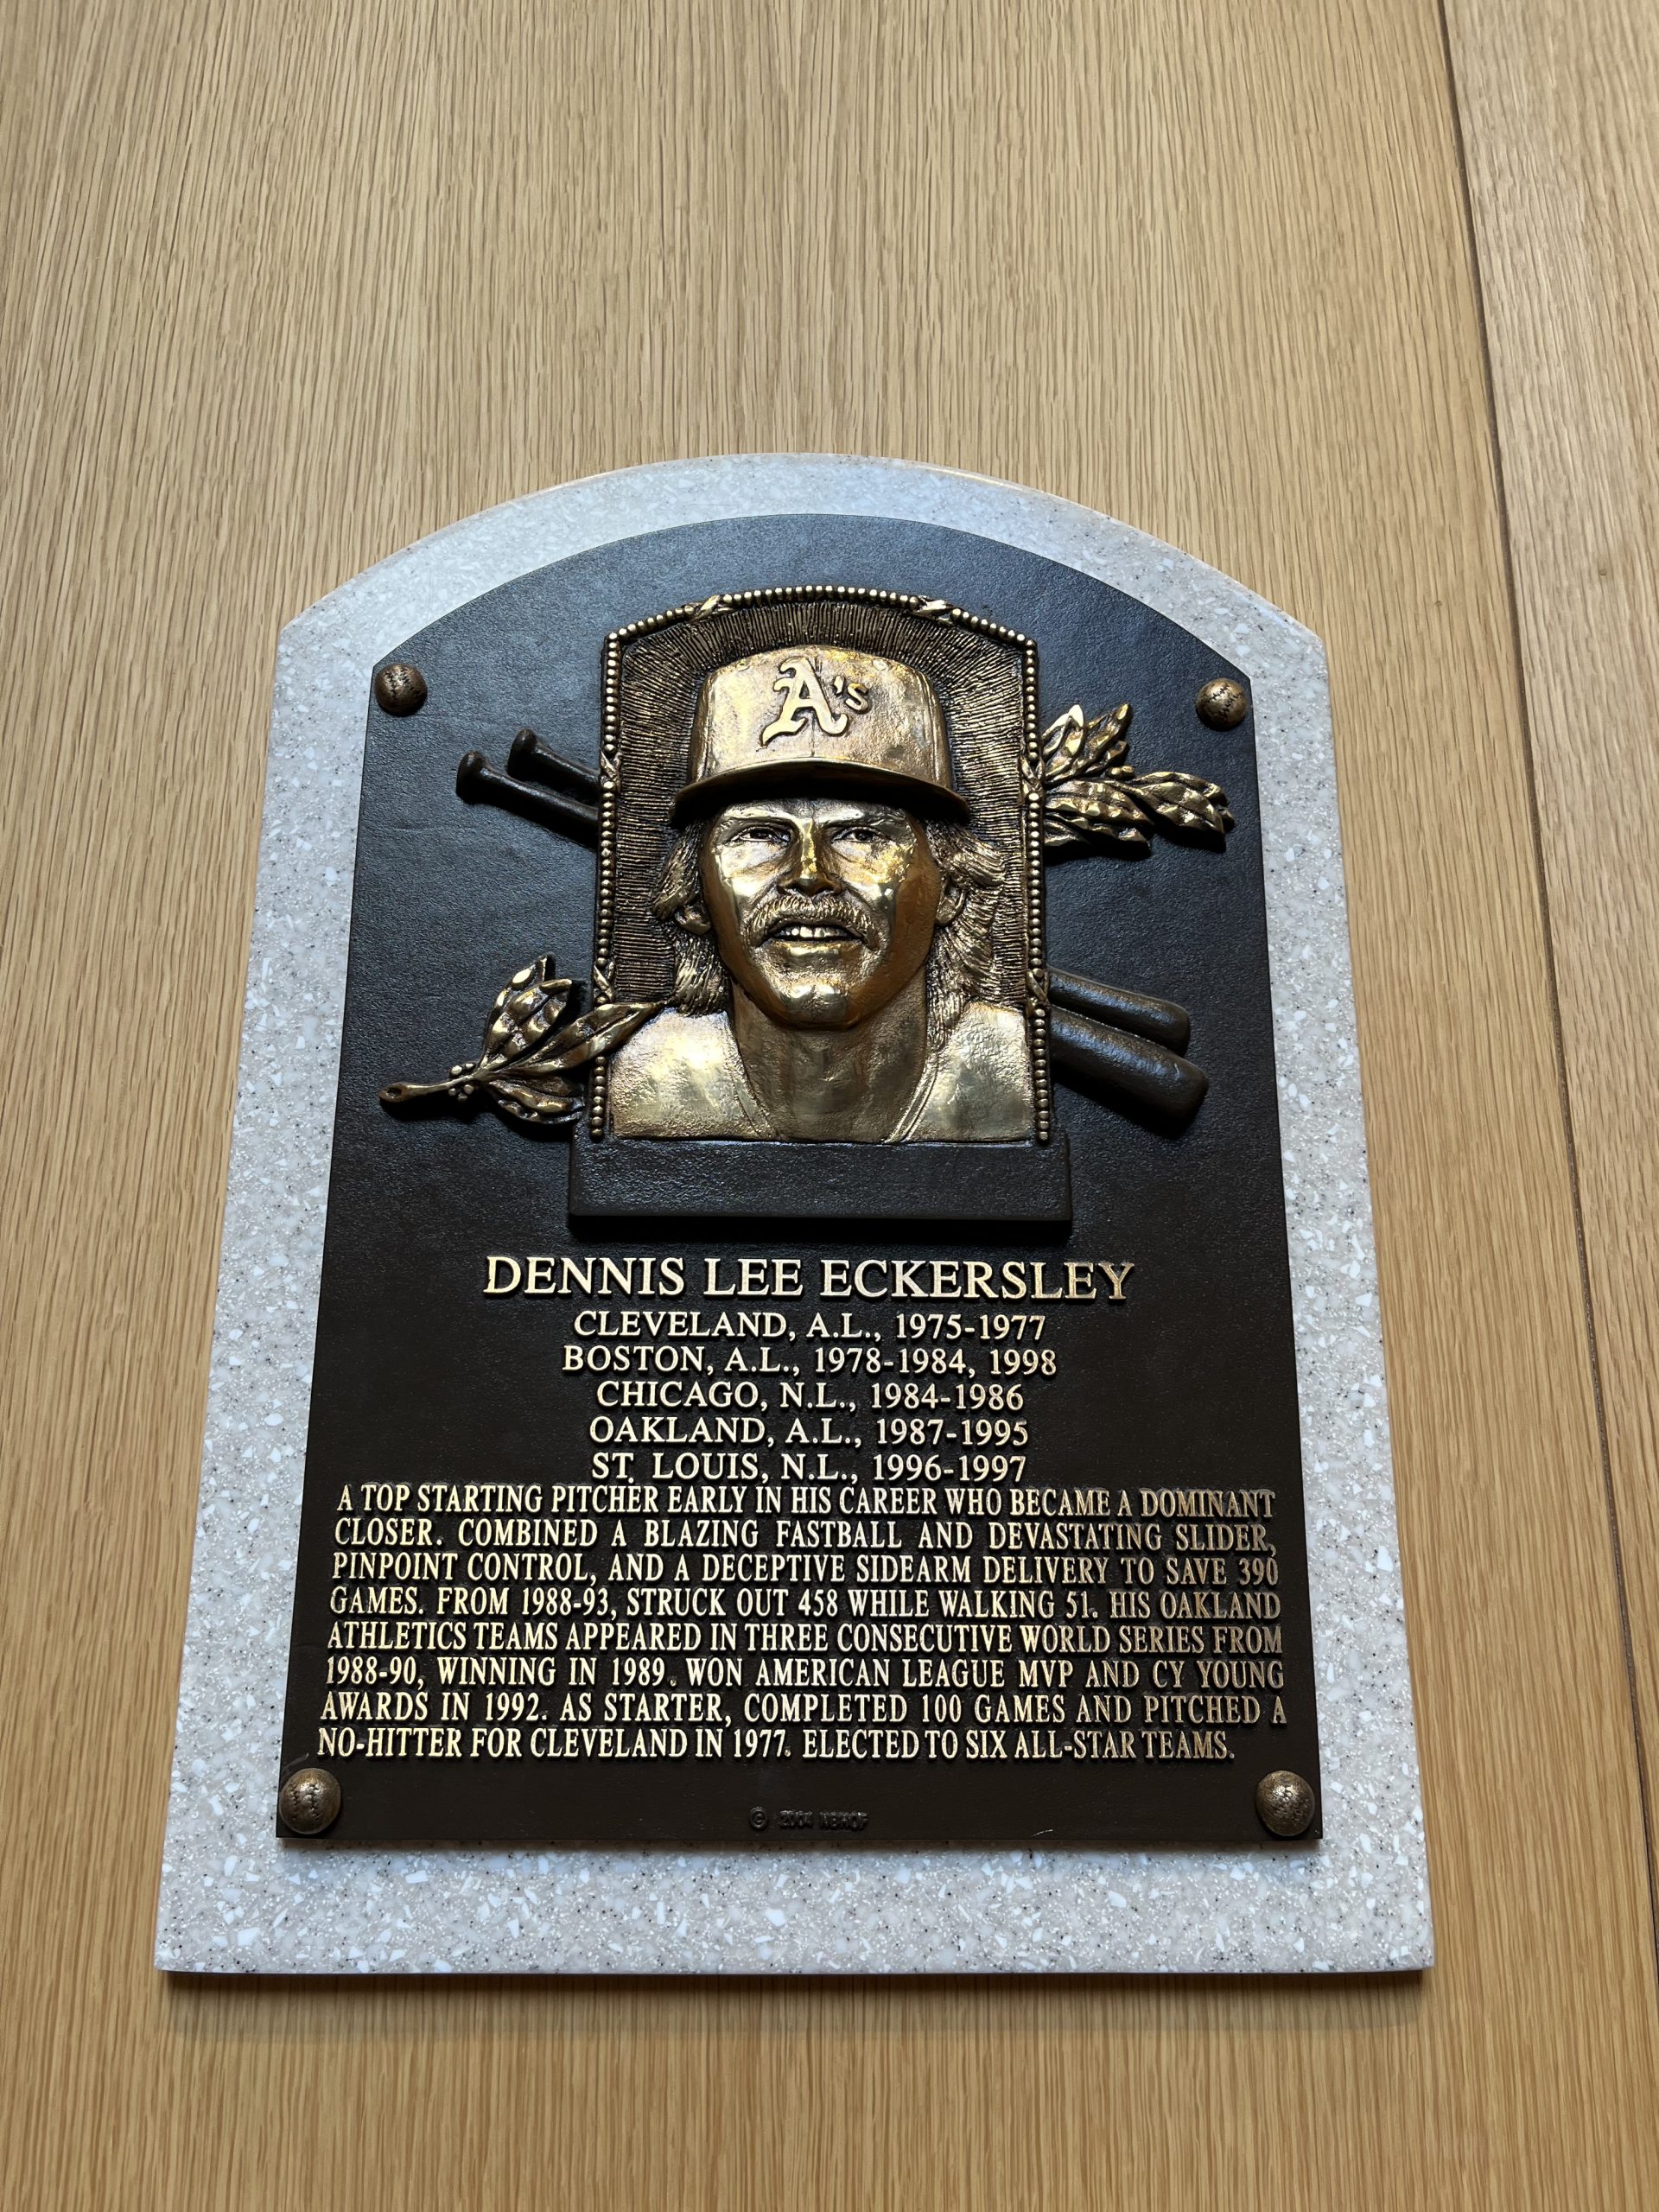 A's
DENNIS LEE ECKERSLEY
CLEVELAND, A.L., 1975-1977
BOSTON, A.L., 1978-1984, 1998
CHICAGO, N.L., 1984-1986
OAKLAND, A.L., 1987-1995
ST. LOUIS, N.L., 1996-1997
A TOP STARTING PITCHER EARLY IN HIS CAREER WHO BECAME A DOMINANT
CLOSER. COMBINED A BLAZING FASTBALL AND DEVASTATING SLIDER,
PINPOINT CONTROL, AND A DECEPTIVE SIDEARM DELIVERY TO SAVE 390
GAMES. FROM 1988-93, STRUCK OUT 458 WHILE WALKING 51. HIS OAKLAND
ATHLETICS TEAMS APPEARED IN THREE CONSECUTIVE WORLD SERIES FROM
1988-90, WINNING IN 1989. WON AMERICAN LEAGUE MVP AND CY YOUNG
AWARDS IN 1992. AS STARTER, COMPLETED 100 GAMES AND PITCHED A
NO-HITTER FOR CLEVELAND IN 1977. ELECTED TO SIX ALL-STAR TEAMS.
© 2004 NBHOF